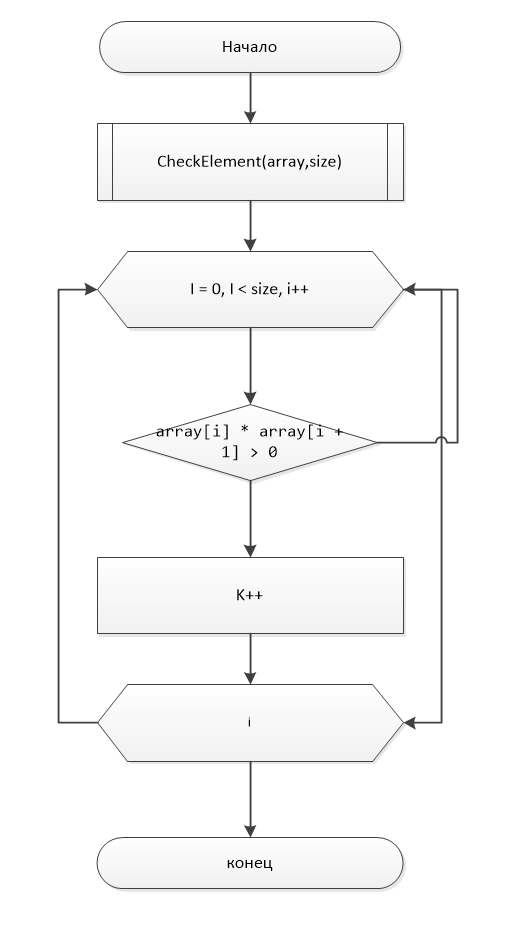 Начало
CheckElement(array,size)
I = 0, I < size, i++
array[i] * array[i +
1] > 0
K++
i
конец